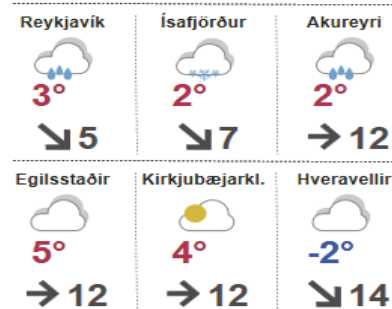 Reykjavík Ísafjörður Akureyri
3° 2° 2°
5 7 12
Egilsstaðir Kirkjubæjarkl. Hveravellir
5° 4° -2°
12 12 14